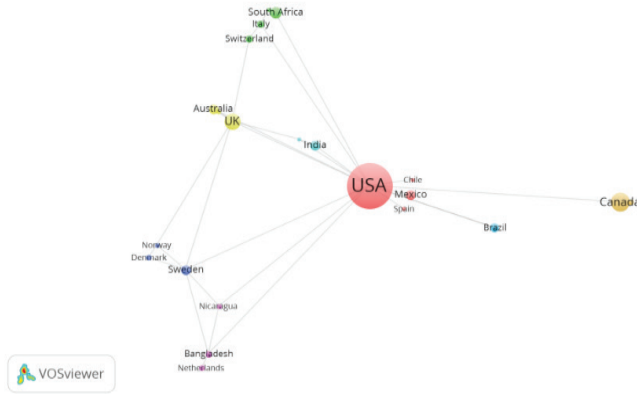 South Africa
Italy
Switzerland
Australia
UK
India
USA
Chile
Mexico
Spain
Canada
Brazil
Norway
Denmark
Sweden
Nicaragua
Bangladesh
Netherlands
VOSviewer